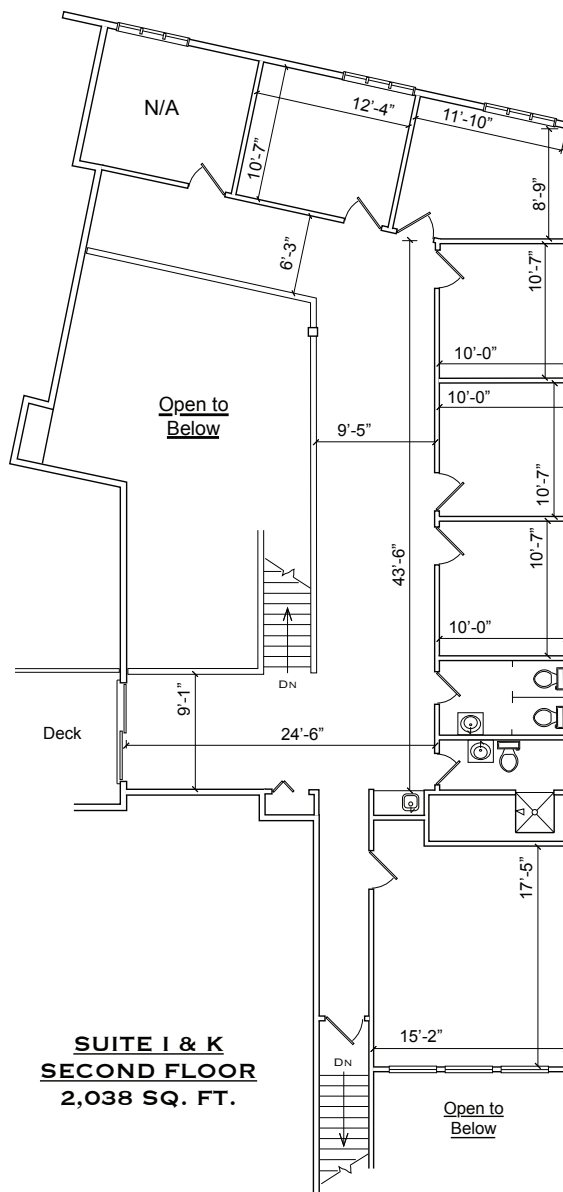 N/A
12’-4”
11’-10”
10’-7”
8’-9”
6’-3”
10’-7”
10’-0”
Open to
Below
10’-0”
9’-5”
10’-7”
43’-6”
10’-7”
10’-0”
DN
9’-1”
Deck
24’-6”
17’-5”
SUITE I & K
SECOND FLOOR
2,038 SQ. FT.
15’-2”
DN
Open to
Below